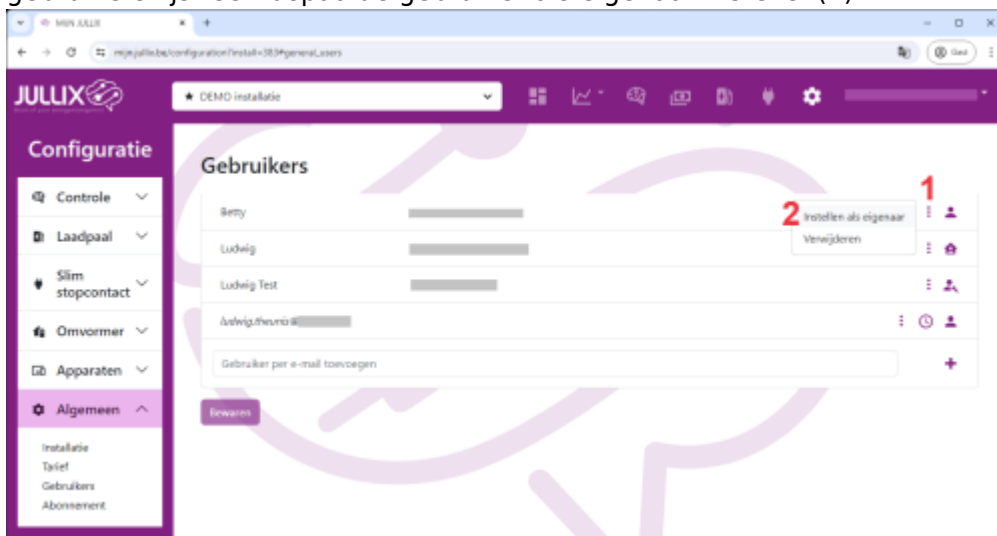 MIJN JULLIX
mijn.jullix.be/configuration?install=383#general_users
Gast
JULLIX
DEMO installatie
Configuratie
Controle
Laadpaal
Slim
stopcontact
Omvormer
Apparaten
Algemeen
Installatie
Tarief
Gebruikers
Abonnement
Gebruikers
1
Betty
2 Instellen als eigenaar
Verwijderen
Ludwig
Ludwig Test
ludwig.theunis@
Gebruiker per e-mail toevoegen
Bewaren